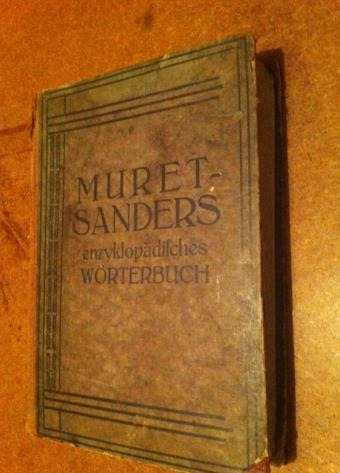 MURET-
SANDERS
enzyklopädiſches
WÖRTERBUCH